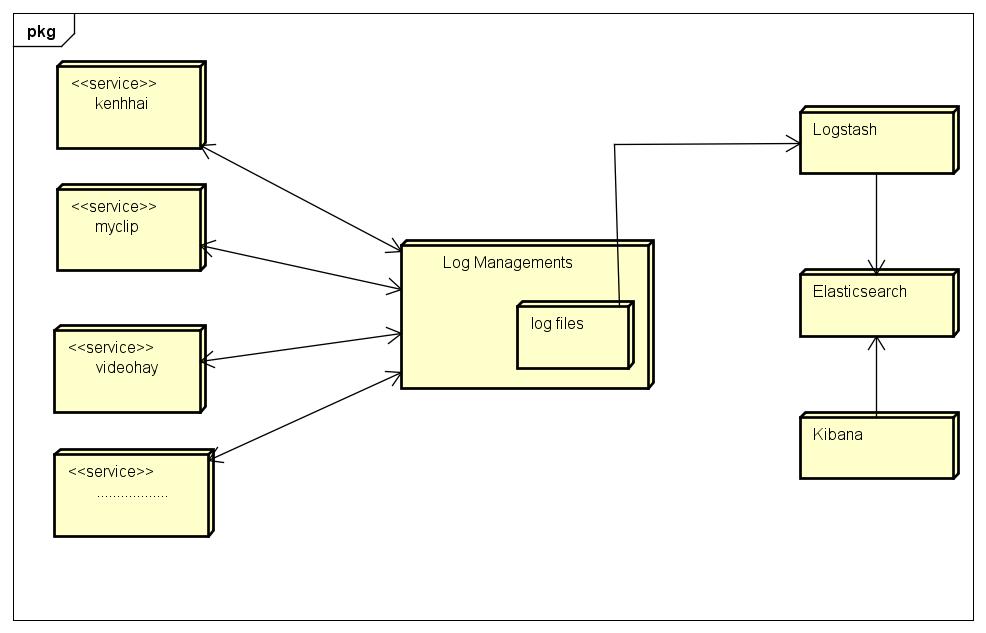 pkg
<<service>>
kenhhai
<<service>>
myclip
<<service>>
videohay
<<service>>
..................
Log Managements
log files
Logstash
Elasticsearch
Kibana